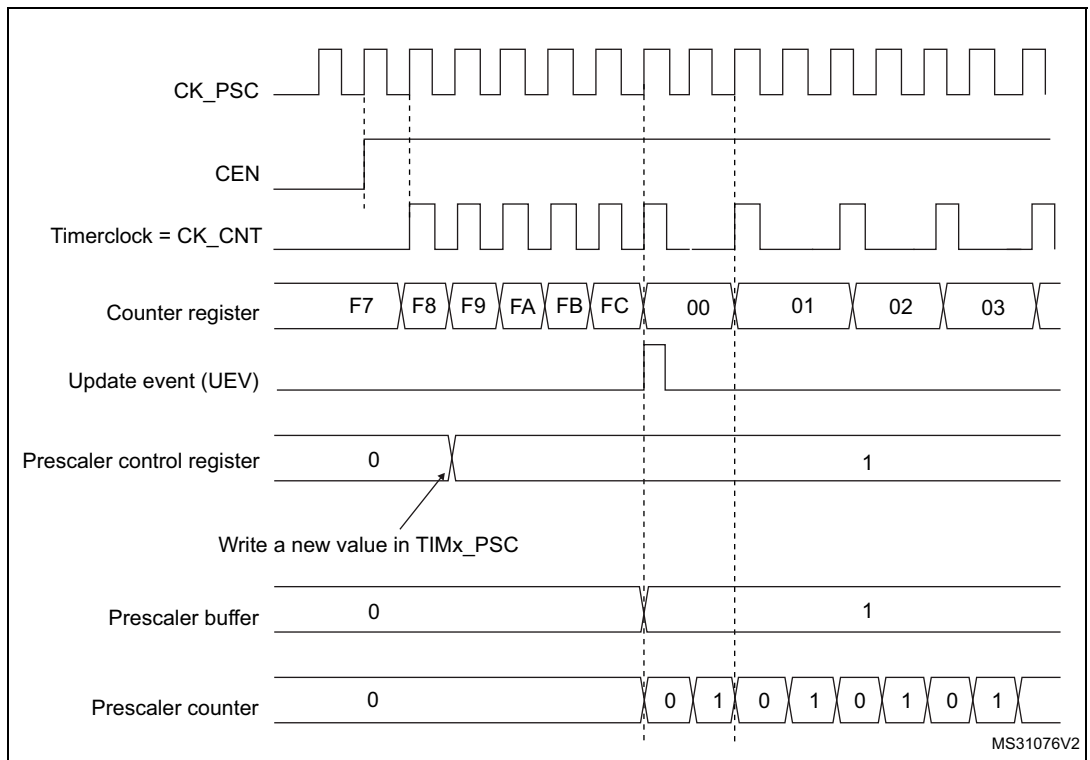 CK_PSC
CEN
Timerclock = CK_CNT
Counter register F7 F8 F9 FA FB FC 00 01 02 03
Update event (UEV)
Prescaler control register 0 1
Write a new value in TIMx_PSC
Prescaler buffer 0 1
Prescaler counter 0 0 1 0 1 0 1 0 1
MS31076V2